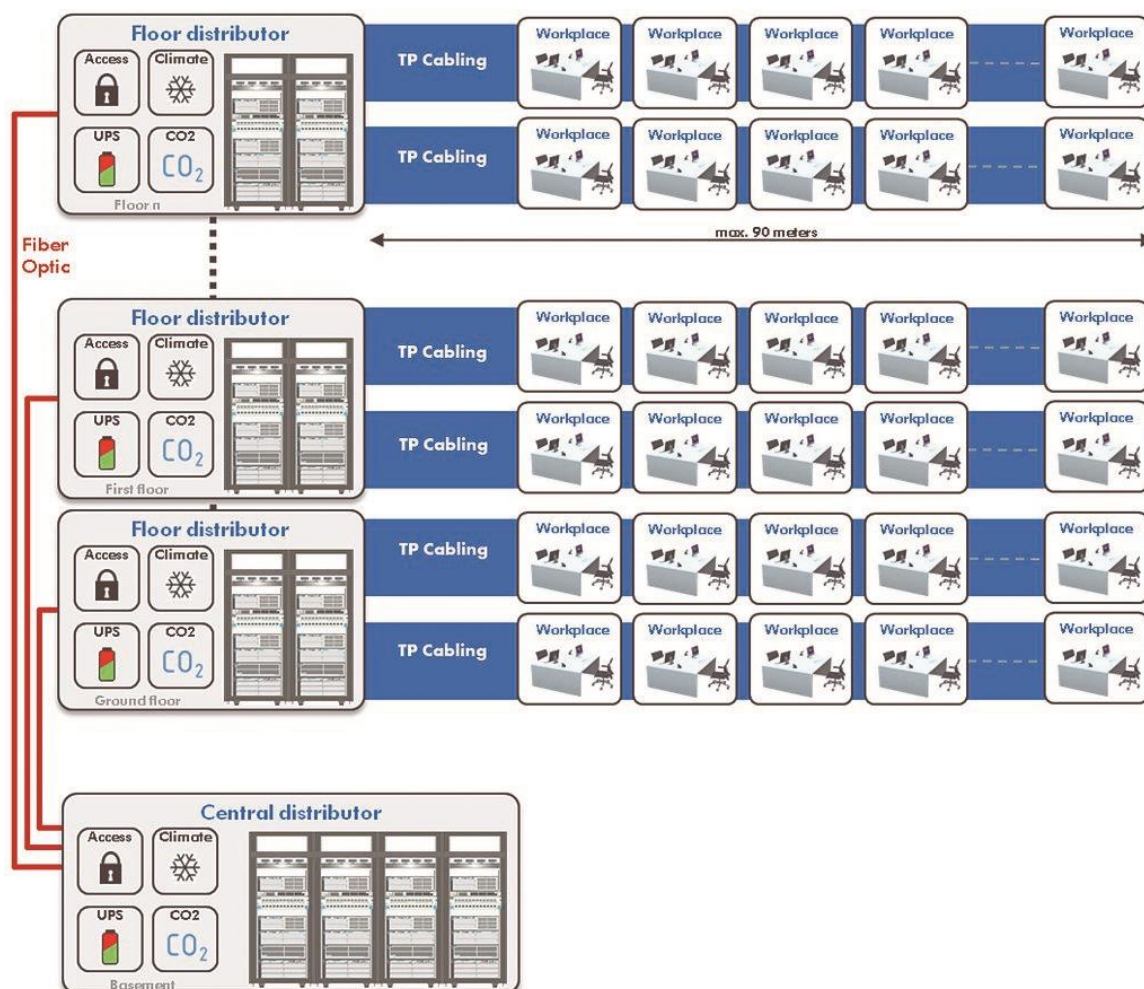 Floor distributor
Access Climate
UPS CO2
CO₂
Floor n
TP Cabling
Workplace Workplace Workplace Workplace Workplace
TP Cabling
Workplace Workplace Workplace Workplace Workplace
max. 90 meters
Fiber
Optic
Floor distributor
Access Climate
UPS CO2
CO₂
First floor
TP Cabling
Workplace Workplace Workplace Workplace Workplace
TP Cabling
Workplace Workplace Workplace Workplace Workplace
Floor distributor
Access Climate
UPS CO2
CO₂
Ground floor
TP Cabling
Workplace Workplace Workplace Workplace Workplace
TP Cabling
Workplace Workplace Workplace Workplace Workplace
Central distributor
Access Climate
UPS CO2
CO₂
Basement